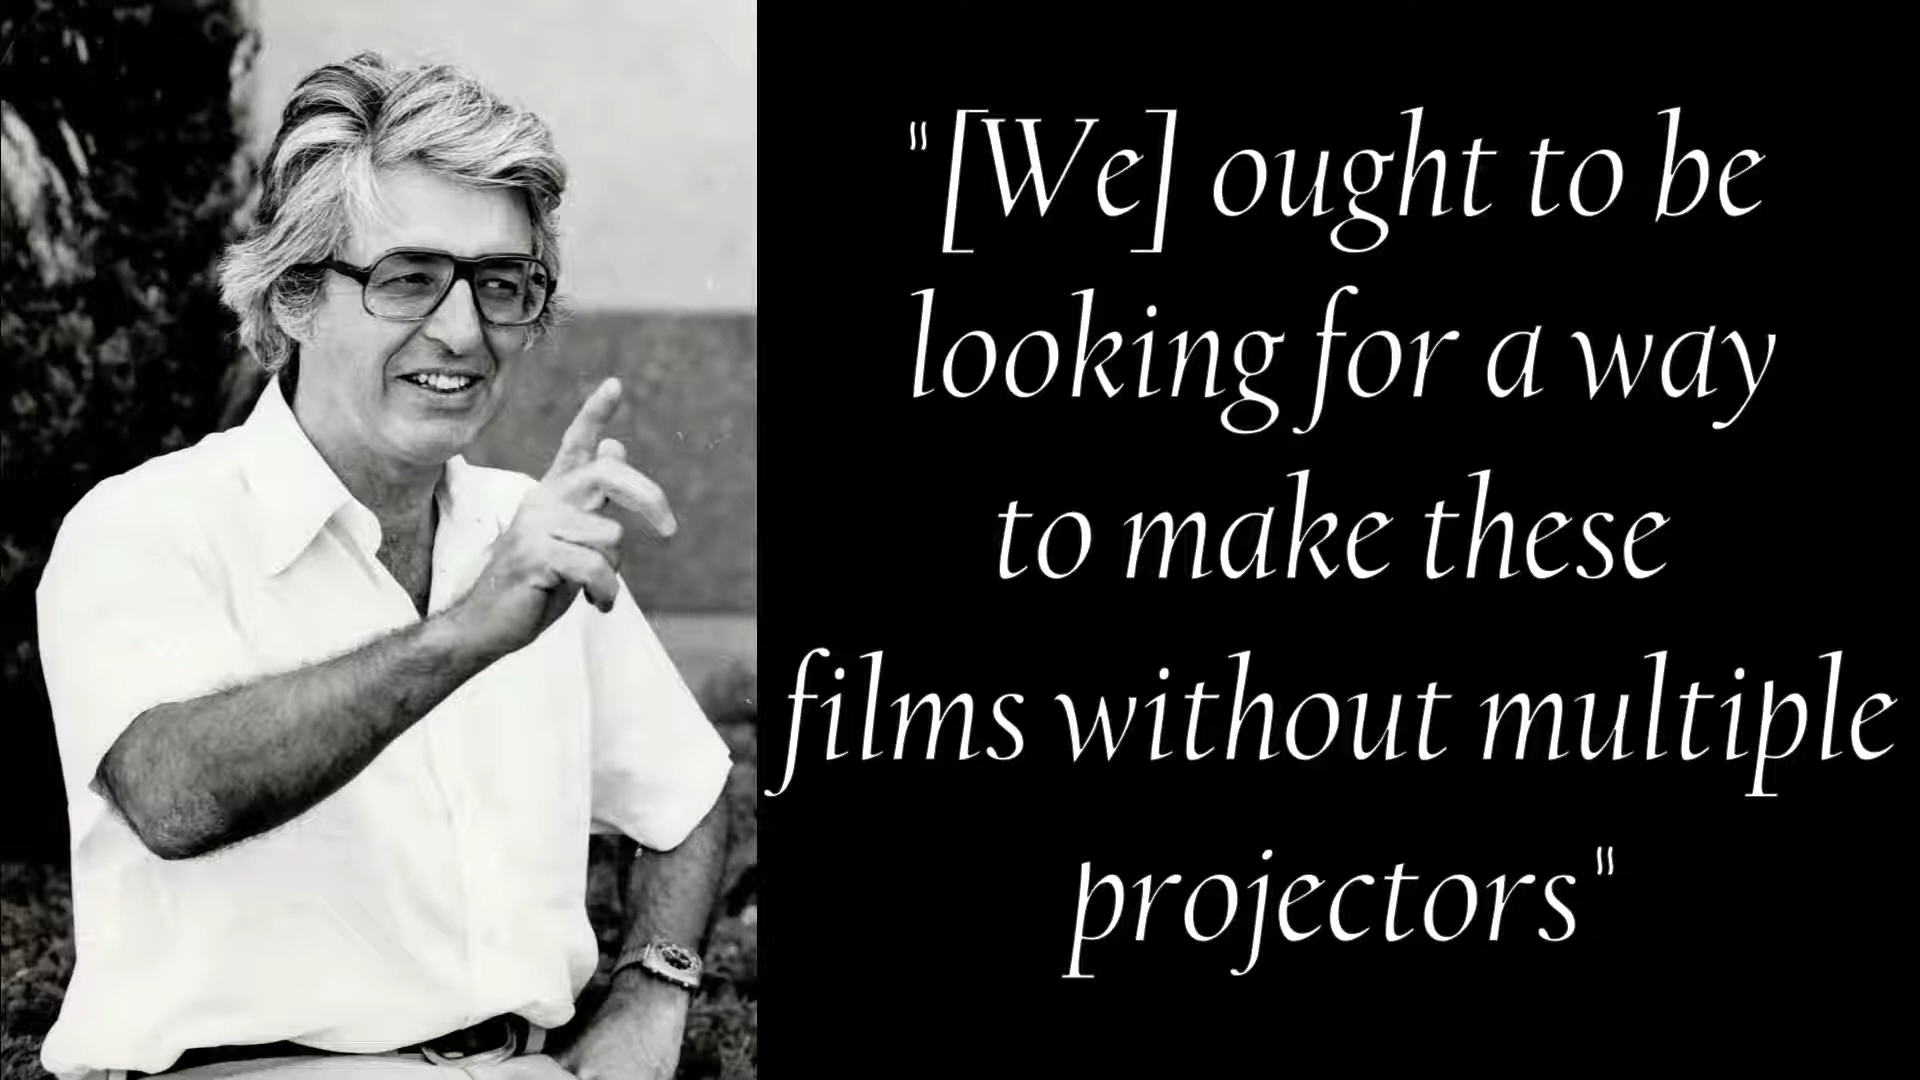 "[We] ought to be
looking for a way
to make these
films without multiple
projectors"